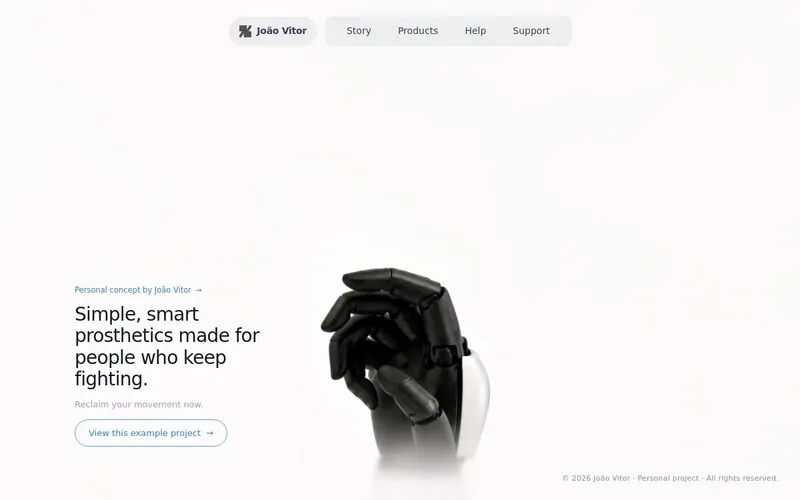 João Vitor
Story
Products
Help
Support
Personal concept by João Vitor →
Simple, smart
prosthetics made for
people who keep
fighting.
Reclaim your movement now.
View this example project →
© 2026 João Vitor · Personal project · All rights reserved.